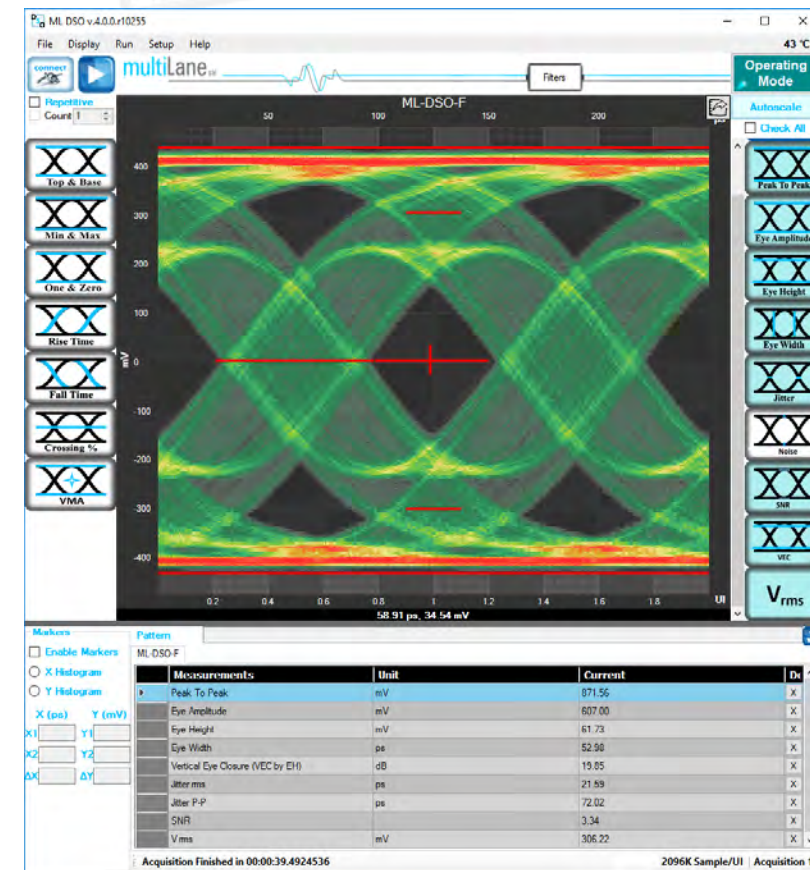 ML DSO v.4.0.0.r10255
File Display Run Setup Help
43 °C
connect
multiLane
Filters
Operating Mode
Repetitive
Count 1
Autoscale
Check All
ML-DSO-F
50 100 150 200
Top & Base
Min & Max
One & Zero
Rise Time
Fall Time
Crossing %
VMA
400
300
200
100
mV
0
-100
-200
-300
-400
0.2 0.4 0.6 0.8 1 1.2 1.4 1.6 1.8 UI
58.91 ps, 34.54 mV
Peak To Peak
Eye Amplitude
Eye Height
Eye Width
Jitter
Noise
SNR
VEC
Vrms
Markers
Enable Markers
X Histogram
Y Histogram
X (ps) Y (mV)
X1 Y1
X2 Y2
ΔX ΔY
Pattern
ML-DSO-F
Measurements Unit Current
Peak To Peak mV 871.56 X
Eye Amplitude mV 607.00 X
Eye Height mV 61.73 X
Eye Width ps 52.98 X
Vertical Eye Closure (VEC by EH) dB 19.85 X
Jitter rms ps 21.59 X
Jitter P-P ps 72.02 X
SNR 3.34 X
V rms mV 306.22 X
Acquisition Finished in 00:00:39.4924536
2096K Sample/UI Acquisition